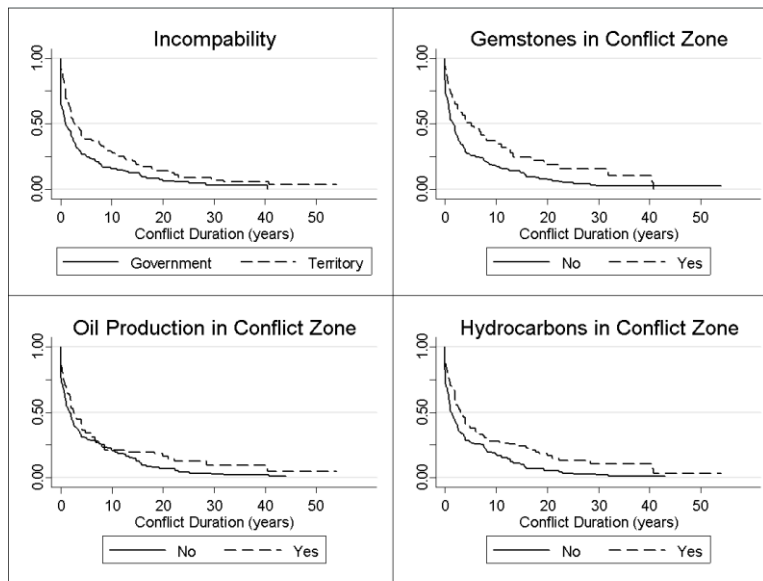 Incompability
1.00
0.50
0.00
0 10 20 30 40 50
Conflict Duration (years)
Government Territory
Gemstones in Conflict Zone
1.00
0.50
0.00
0 10 20 30 40 50
Conflict Duration (years)
No Yes
Oil Production in Conflict Zone
1.00
0.50
0.00
0 10 20 30 40 50
Conflict Duration (years)
No Yes
Hydrocarbons in Conflict Zone
1.00
0.50
0.00
0 10 20 30 40 50
Conflict Duration (years)
No Yes